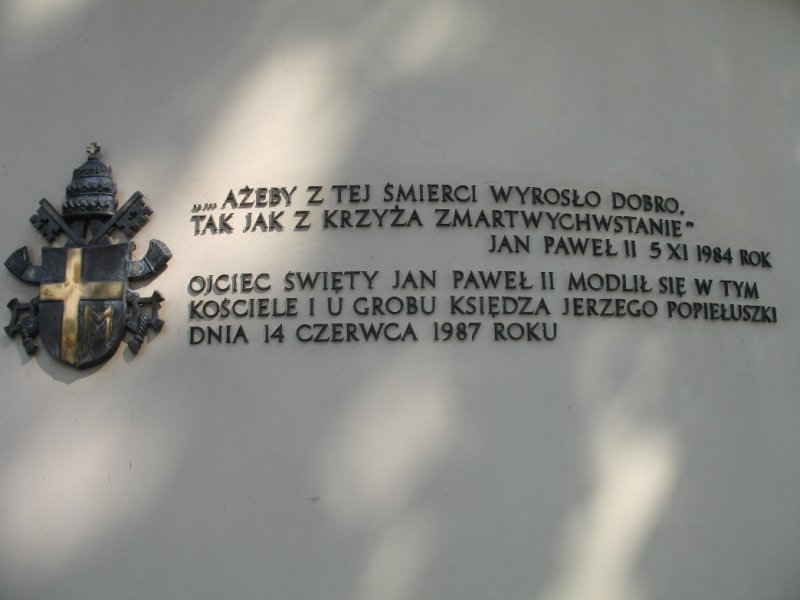 „... AŻEBY Z TEJ ŚMIERCI WYROSŁO DOBRO,
TAK JAK Z KRZYŻA ZMARTWYCHWSTANIE"
JAN PAWEŁ II 5 XI 1984 ROK
OJCIEC ŚWIĘTY JAN PAWEŁ II MODLIŁ SIĘ W TYM
KOŚCIELE I U GROBU KSIĘDZA JERZEGO POPIEŁUSZKI
DNIA 14 CZERWCA 1987 ROKU